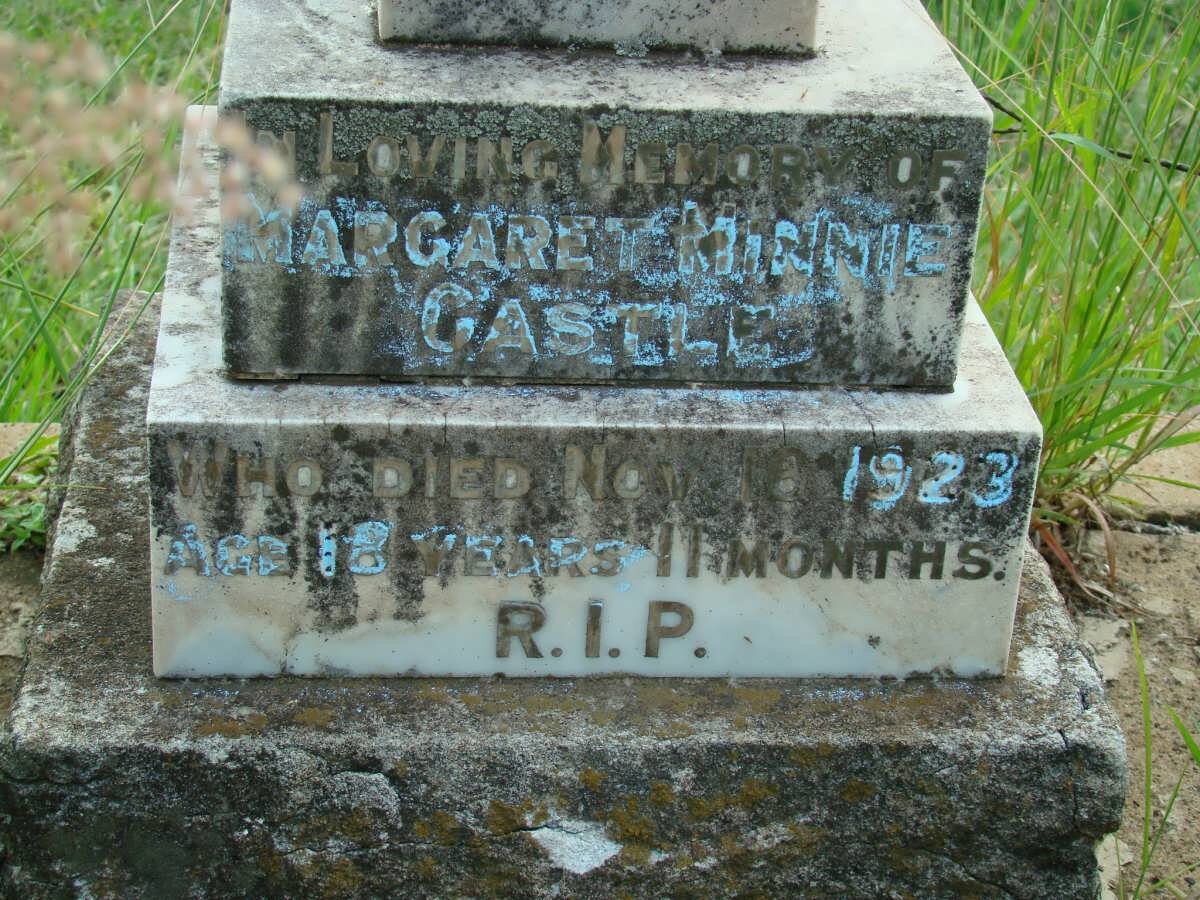 In Loving Memory of
Margaret Minnie
Castle
Who died Nov 18 1923
Age 18 years 11 months.
R.I.P.